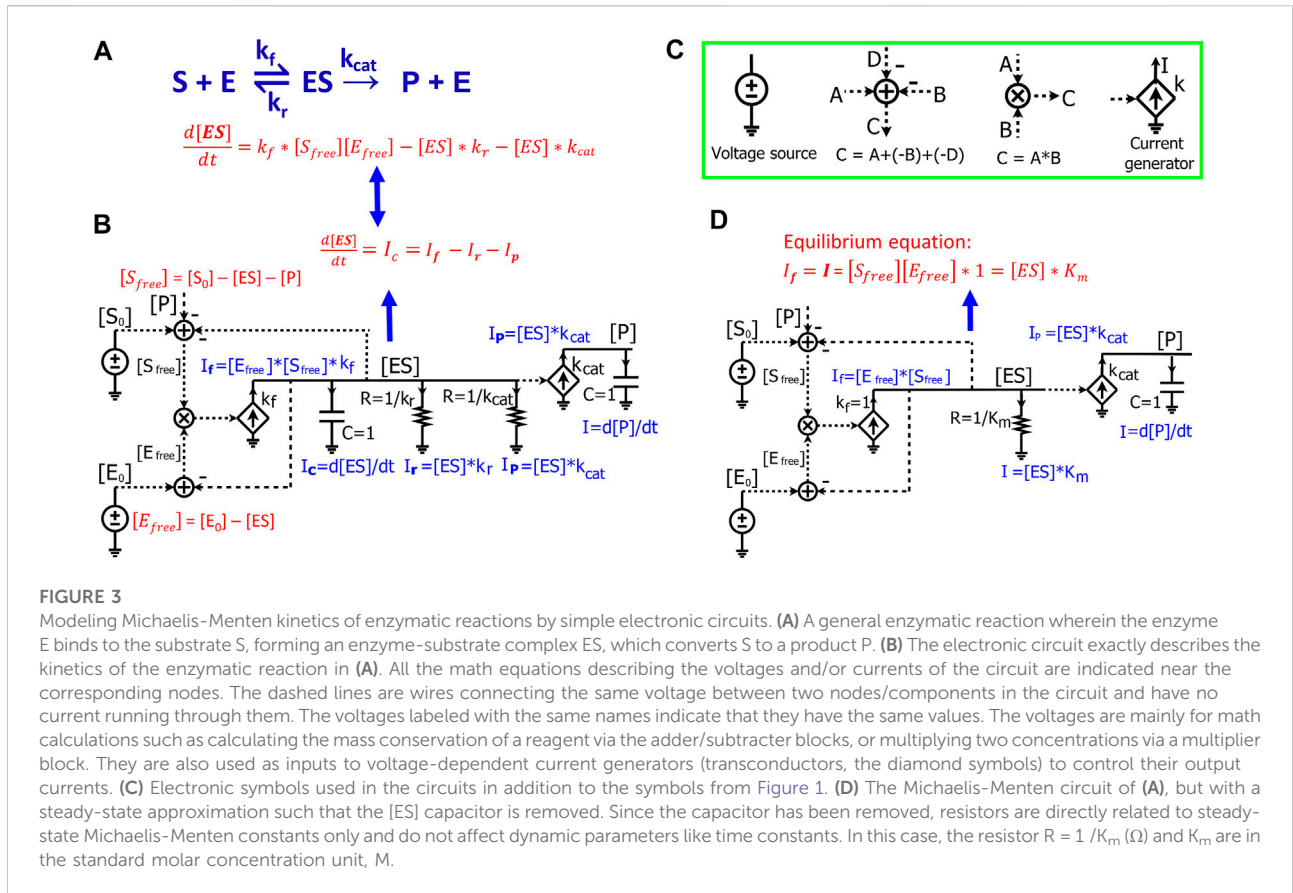 A
S + E ⇌ ES → P + E
k_f
k_r
k_cat
d[ES]/dt = k_f * [S_free][E_free] − [ES] * k_r − [ES] * k_cat
C
Voltage source
D
−
A
+
−
B
C
C = A+(-B)+(-D)
A
⊗
C
B
C = A*B
I
k
Current
generator
B
d[ES]/dt = I_c = I_f − I_r − I_p
[S_free] = [S_0] − [ES] − [P]
[P]
[S_0]
[S_free]
I_f=[E_free]*[S_free]*k_f
k_f
[ES]
I_P=[ES]*k_cat
[P]
k_cat
C=1
I=d[P]/dt
R=1/k_r
R=1/k_cat
C=1
[E_free]
I_c=d[ES]/dt
I_r=[ES]*k_r
I_P=[ES]*k_cat
[E_0]
[E_free] = [E_0] − [ES]
D
Equilibrium equation:
I_f = I = [S_free][E_free] * 1 = [ES] * K_m
[P]
[S_0]
[S_free]
I_f=[E_free]*[S_free]
k_f=1
[ES]
I_P=[ES]*k_cat
[P]
k_cat
C=1
I=d[P]/dt
R=1/K_m
[E_free]
I=[ES]*K_m
[E_0]
FIGURE 3
Modeling Michaelis-Menten kinetics of enzymatic reactions by simple electronic circuits. (A) A general enzymatic reaction wherein the enzyme
E binds to the substrate S, forming an enzyme-substrate complex ES, which converts S to a product P. (B) The electronic circuit exactly describes the
kinetics of the enzymatic reaction in (A). All the math equations describing the voltages and/or currents of the circuit are indicated near the
corresponding nodes. The dashed lines are wires connecting the same voltage between two nodes/components in the circuit and have no
current running through them. The voltages labeled with the same names indicate that they have the same values. The voltages are mainly for math
calculations such as calculating the mass conservation of a reagent via the adder/subtracter blocks, or multiplying two concentrations via a multiplier
block. They are also used as inputs to voltage-dependent current generators (transconductors, the diamond symbols) to control their output
currents. (C) Electronic symbols used in the circuits in addition to the symbols from Figure 1. (D) The Michaelis-Menten circuit of (A), but with a
steady-state approximation such that the [ES] capacitor is removed. Since the capacitor has been removed, resistors are directly related to steady-
state Michaelis-Menten constants only and do not affect dynamic parameters like time constants. In this case, the resistor R = 1 /K_m (Ω) and K_m are in
the standard molar concentration unit, M.